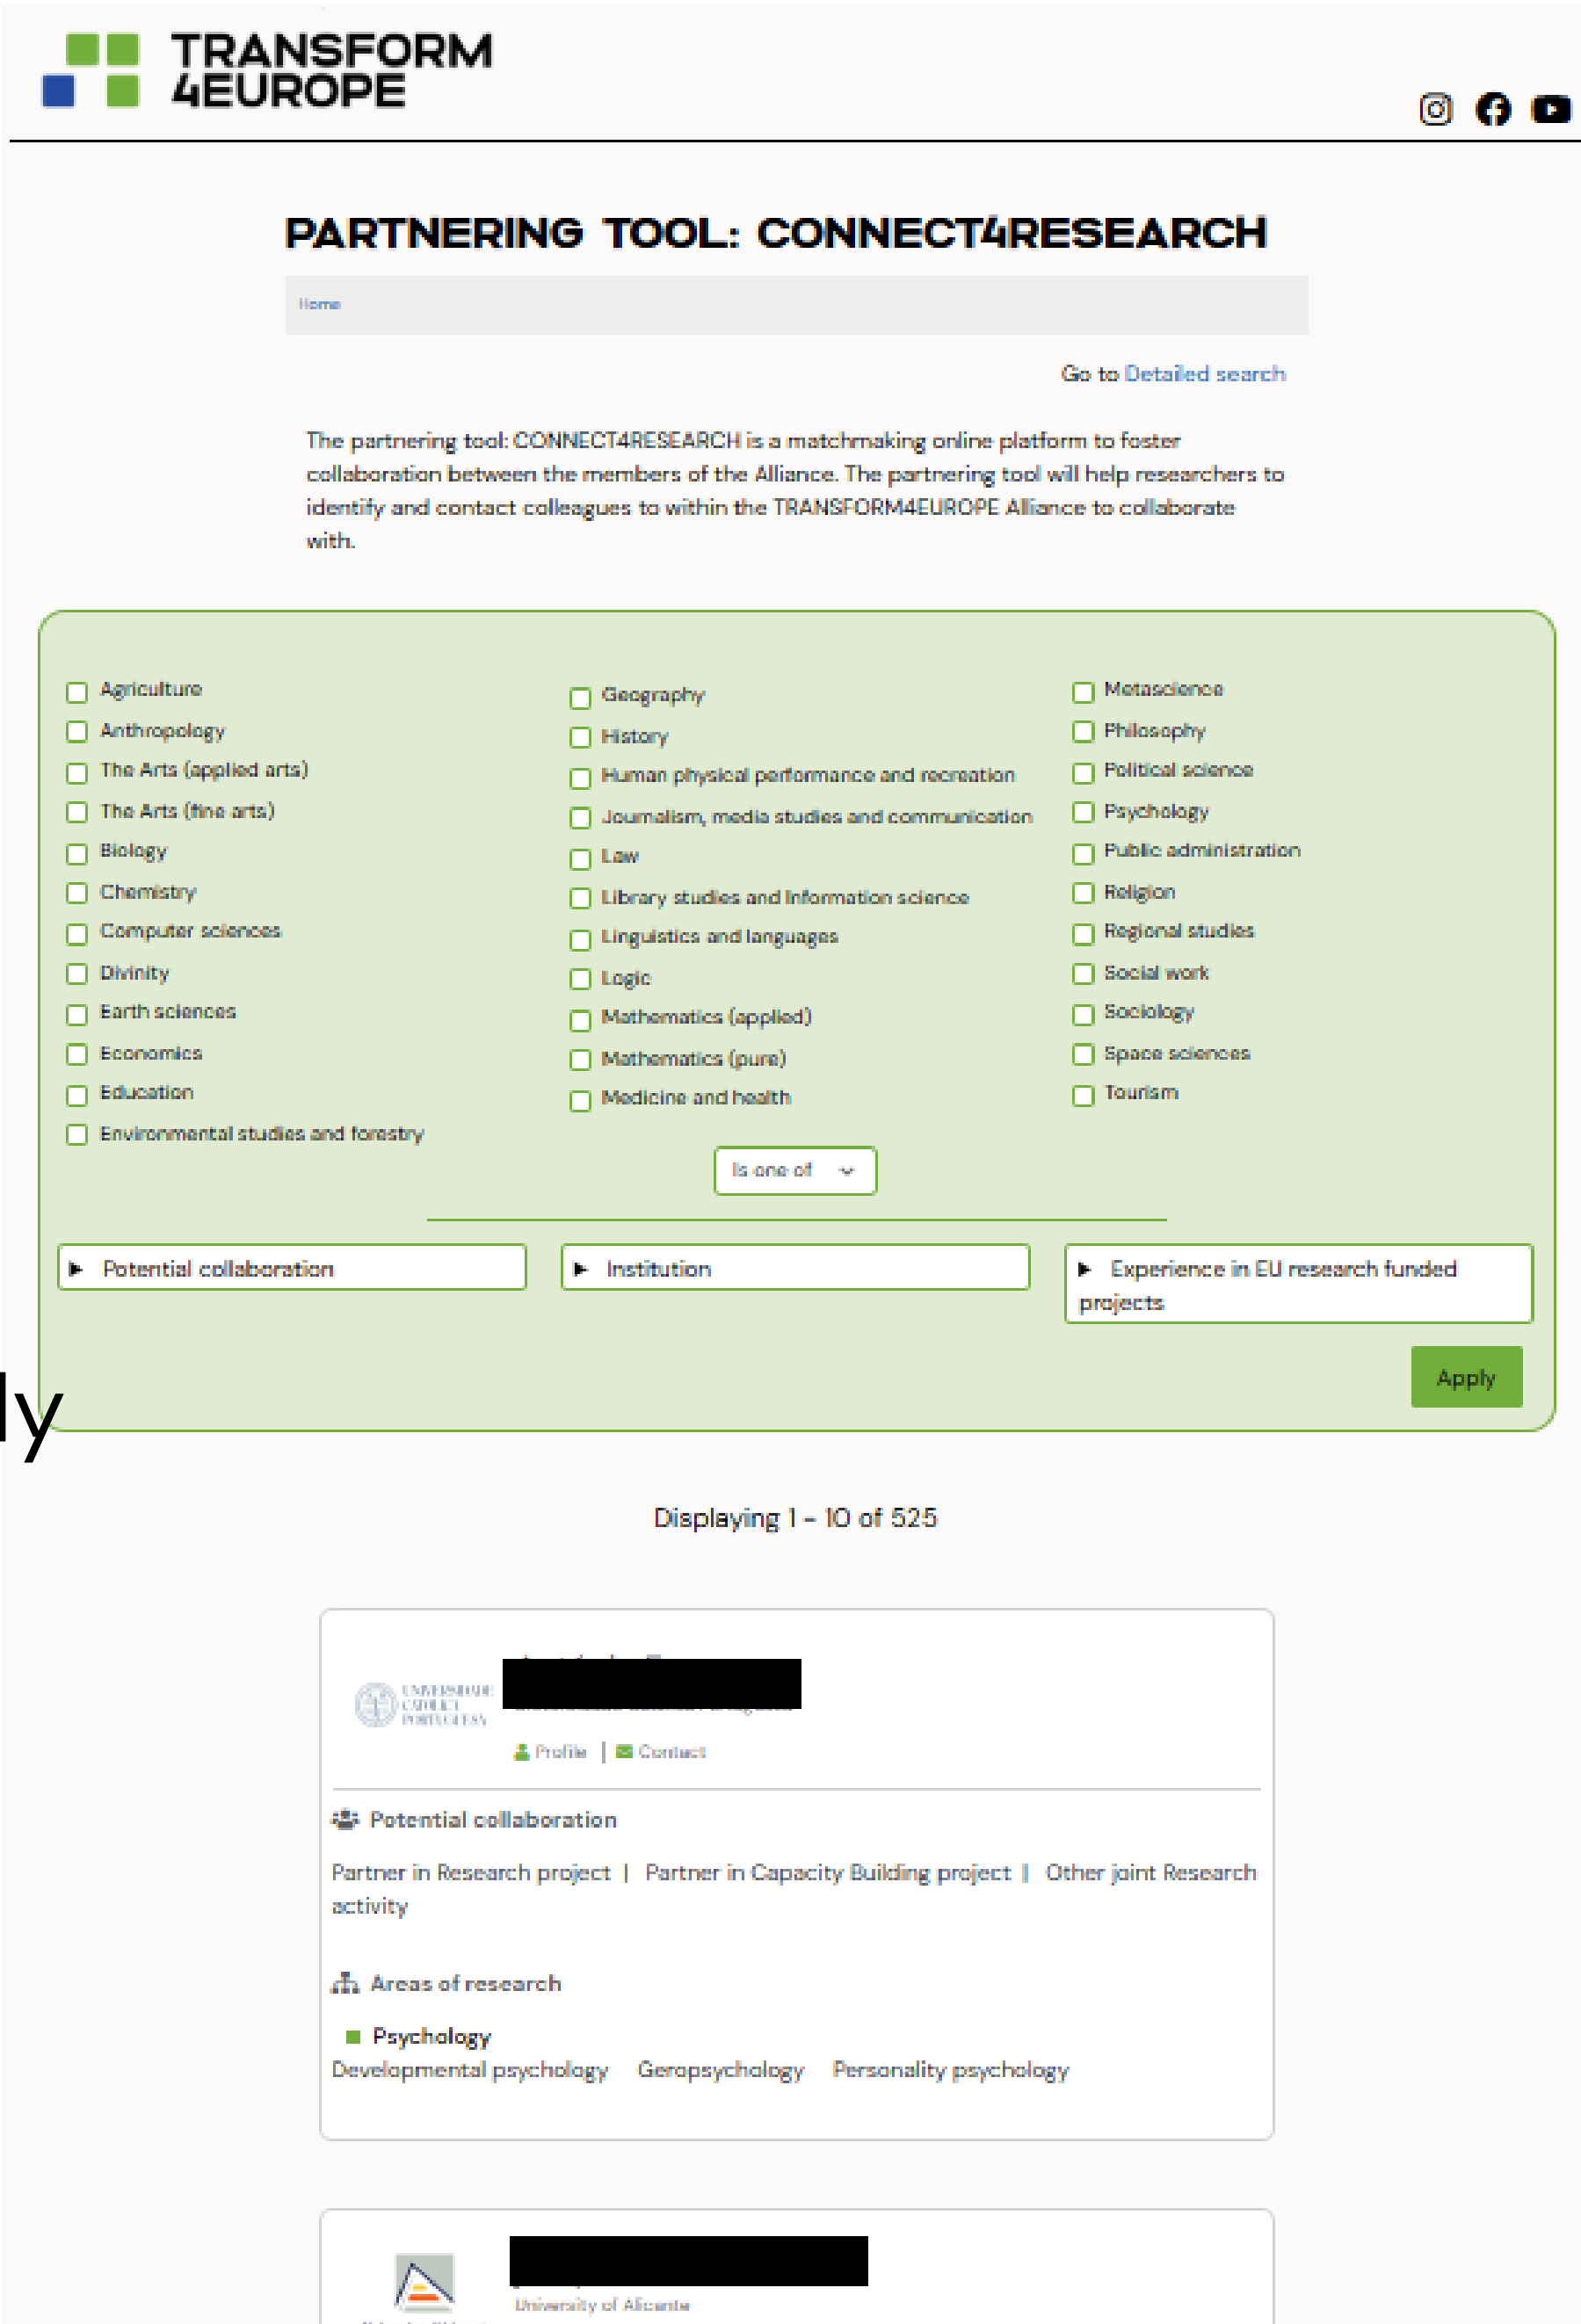 TRANSFORM
4EUROPE
PARTNERING TOOL: CONNECT4RESEARCH
Home
Go to Detailed search
The partnering tool: CONNECT4RESEARCH is a matchmaking online platform to foster
collaboration between the members of the Alliance. The partnering tool will help researchers to
identify and contact colleagues to within the TRANSFORM4EUROPE Alliance to collaborate
with.
Agriculture
Anthropology
The Arts (applied arts)
The Arts (fine arts)
Biology
Chemistry
Computer sciences
Divinity
Earth sciences
Economics
Education
Environmental studies and forestry
Geography
History
Human physical performance and recreation
Journalism, media studies and communication
Law
Library studies and Information science
Linguistics and languages
Logic
Mathematics (applied)
Mathematics (pure)
Medicine and health
Metascience
Philosophy
Political science
Psychology
Public administration
Religion
Regional studies
Social work
Sociology
Space sciences
Tourism
Is one of
Potential collaboration
Institution
Experience in EU research funded
projects
Apply
ly
Displaying 1 - 10 of 525
UNIVERSIDADE
CATOLICA
PORTUGUESA
Profile | Contact
Potential collaboration
Partner in Research project | Partner in Capacity Building project | Other joint Research
activity
Areas of research
Psychology
Developmental psychology Geropsychology Personality psychology
University of Alicante